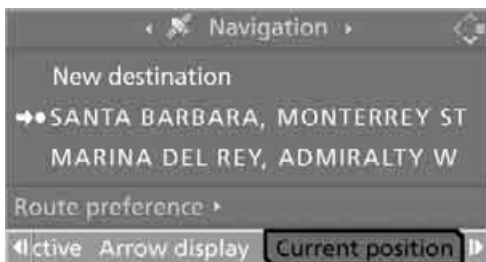 Navigation
New destination
SANTA BARBARA, MONTERREY ST
MARINA DEL REY, ADMIRALTY W
Route preference
ctive Arrow display Current position